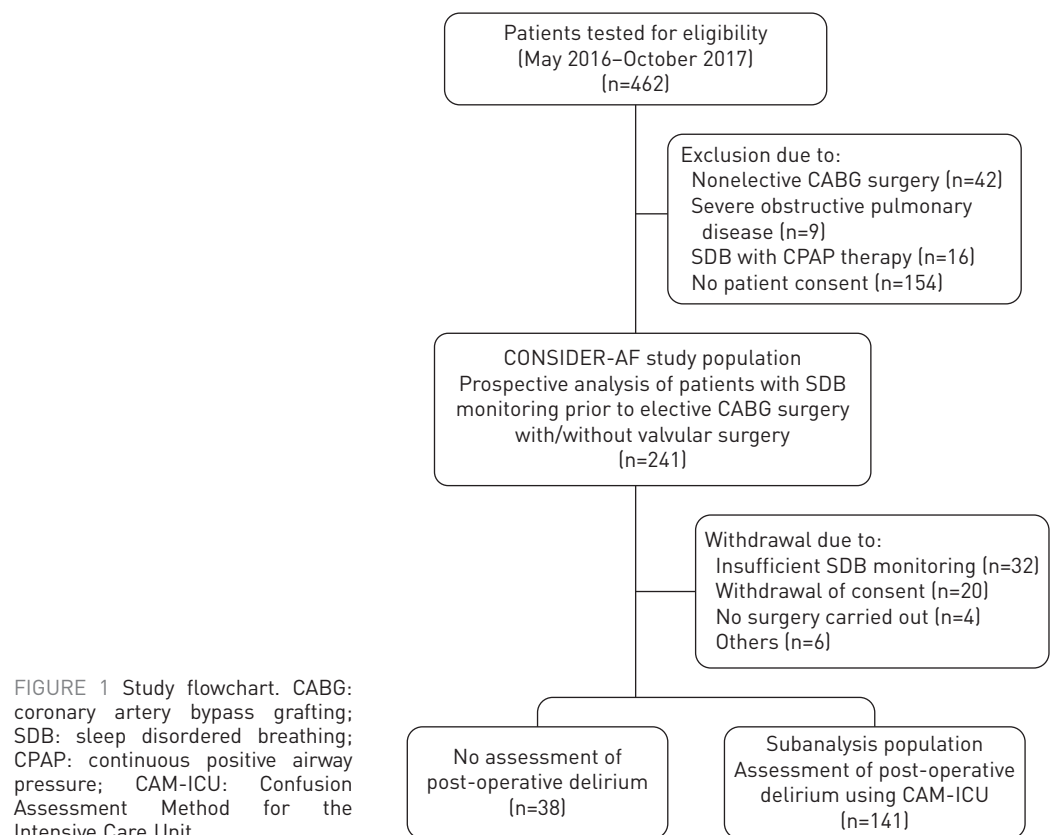 Patients tested for eligibility
(May 2016–October 2017)
(n=462)
Exclusion due to:
Nonelective CABG surgery (n=42)
Severe obstructive pulmonary
disease (n=9)
SDB with CPAP therapy (n=16)
No patient consent (n=154)
CONSIDER-AF study population
Prospective analysis of patients with SDB
monitoring prior to elective CABG surgery
with/without valvular surgery
(n=241)
Withdrawal due to:
Insufficient SDB monitoring (n=32)
Withdrawal of consent (n=20)
No surgery carried out (n=4)
Others (n=6)
No assessment of
post-operative delirium
(n=38)
Subanalysis population
Assessment of post-operative
delirium using CAM-ICU
(n=141)
FIGURE 1 Study flowchart. CABG:
coronary artery bypass grafting;
SDB: sleep disordered breathing;
CPAP: continuous positive airway
pressure; CAM-ICU: Confusion
Assessment Method for the
Intensive Care Unit